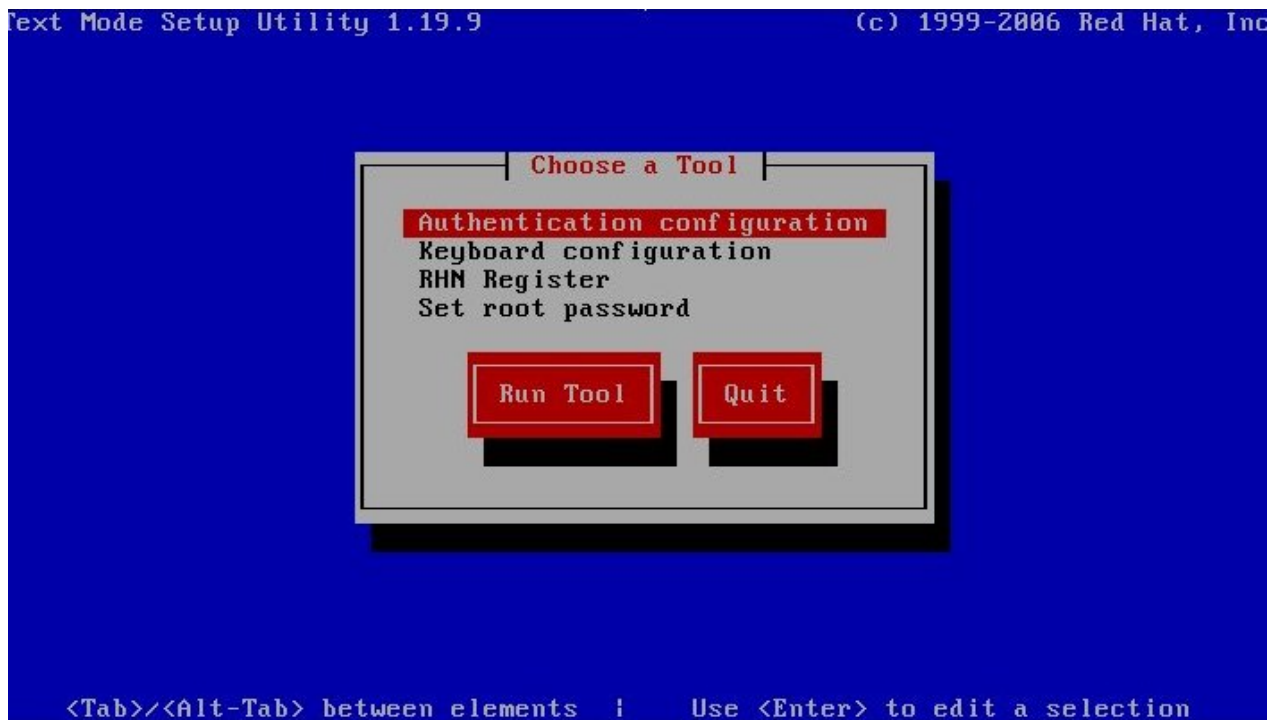 Text Mode Setup Utility 1.19.9 (c) 1999-2006 Red Hat, Inc
Choose a Tool
Authentication configuration
Keyboard configuration
RHN Register
Set root password
Run Tool Quit
<Tab>/<Alt-Tab> between elements | Use <Enter> to edit a selection